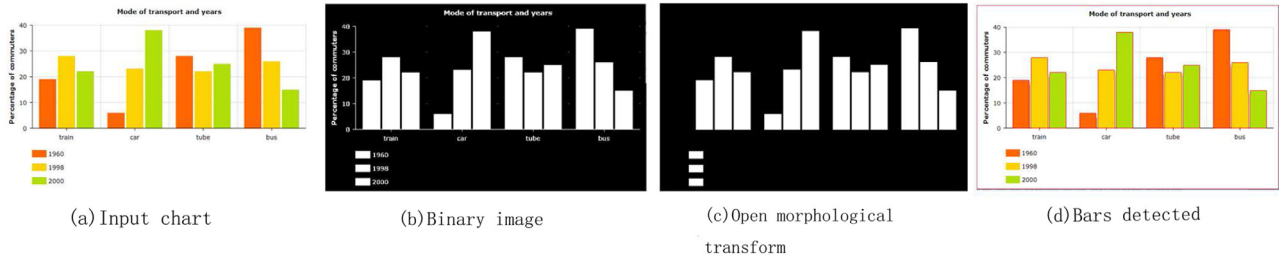 Mode of transport and years
Percentage of commuters
40
30
20
10
0
train car tube bus
1960
1998
2000
(a)Input chart
Mode of transport and years
Percentage of commuters
40
30
20
10
0
train car tube bus
1960
1998
2000
(b)Binary image
(c)Open morphological
transform
Mode of transport and years
Percentage of commuters
40
30
20
10
0
train car tube bus
1960
1998
2000
(d)Bars detected